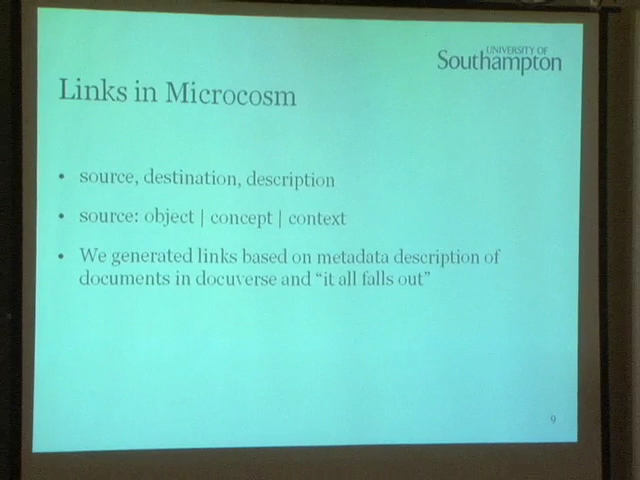 UNIVERSITY OF
Southampton
Links in Microcosm
• source, destination, description
• source: object | concept | context
• We generated links based on metadata description of
documents in docuverse and “it all falls out”
9